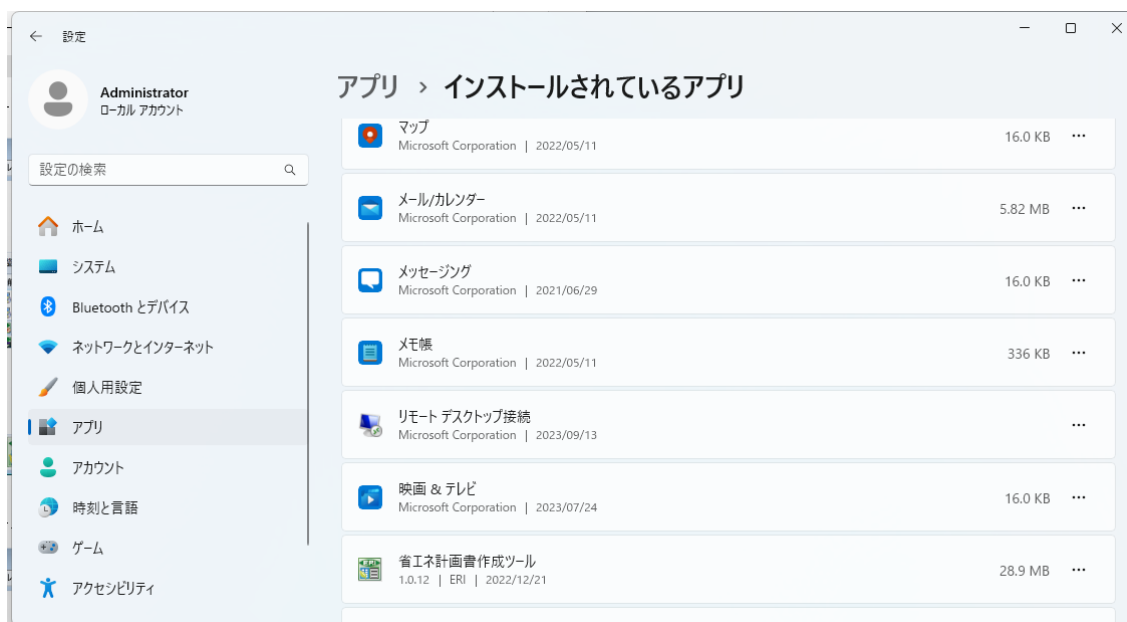 設定
Administrator
ローカル アカウント
設定の検索
ホーム
システム
Bluetooth とデバイス
ネットワークとインターネット
個人用設定
アプリ
アカウント
時刻と言語
ゲーム
アクセシビリティ
アプリ › インストールされているアプリ
マップ
Microsoft Corporation | 2022/05/11
16.0 KB
メール/カレンダー
Microsoft Corporation | 2022/05/11
5.82 MB
メッセージング
Microsoft Corporation | 2021/06/29
16.0 KB
メモ帳
Microsoft Corporation | 2022/05/11
336 KB
リモート デスクトップ接続
Microsoft Corporation | 2023/09/13
映画 & テレビ
Microsoft Corporation | 2023/07/24
16.0 KB
省エネ計画書作成ツール
1.0.12 | ERI | 2022/12/21
28.9 MB